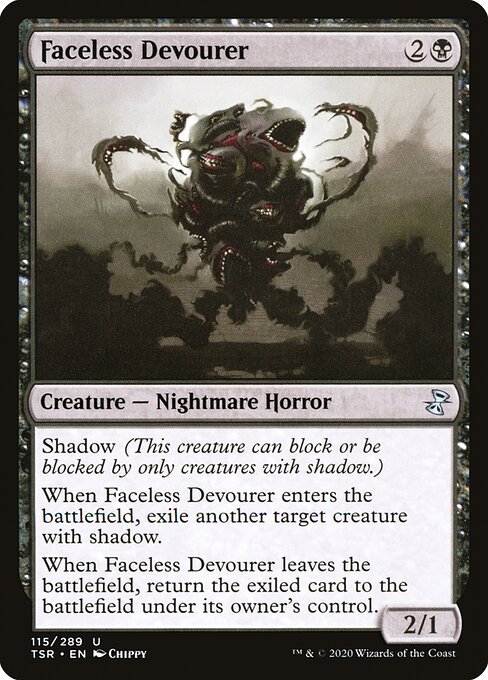 Faceless Devourer 2
Creature — Nightmare Horror
Shadow (This creature can block or be
blocked by only creatures with shadow.)
When Faceless Devourer enters the
battlefield, exile another target creature
with shadow.
When Faceless Devourer leaves the
battlefield, return the exiled card to the
battlefield under its owner's control.
2/1
115/289 U
TSR • EN Chippy
™ & © 2020 Wizards of the Coast